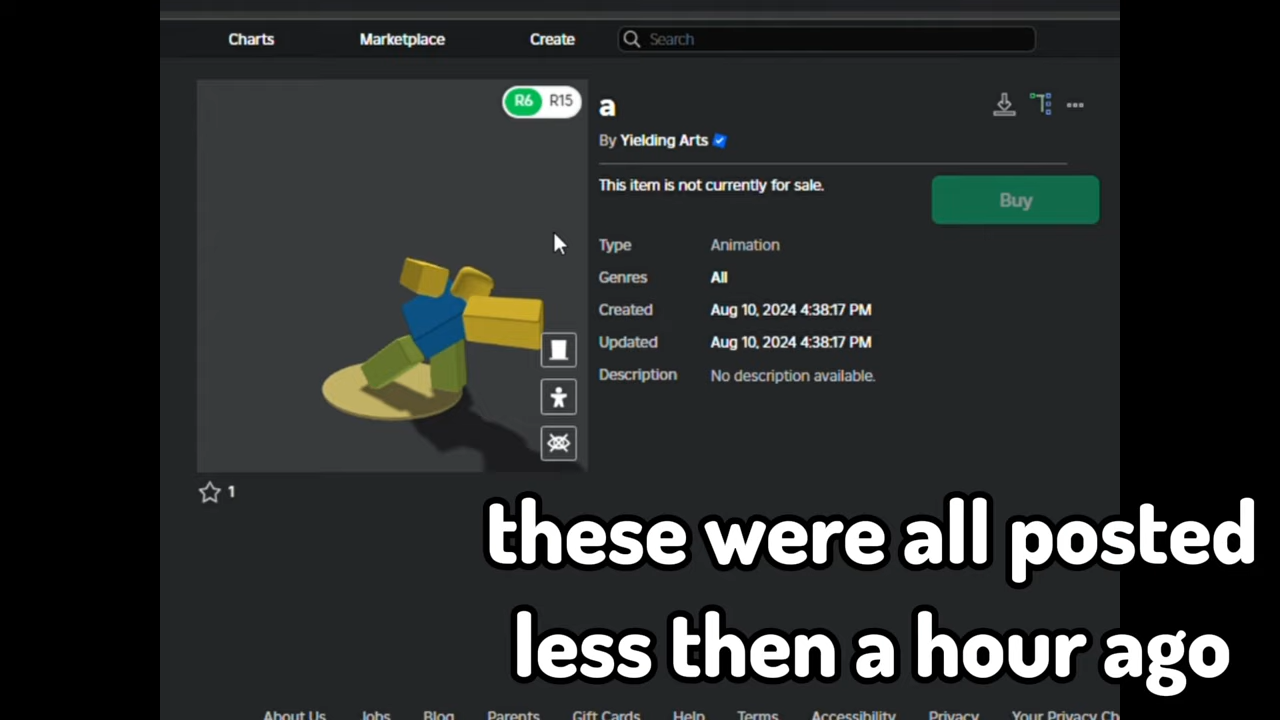 Charts Marketplace Create Search
R6 R15
a
By Yielding Arts
This item is not currently for sale.
Buy
Type Animation
Genres All
Created Aug 10, 2024 4:38:17 PM
Updated Aug 10, 2024 4:38:17 PM
Description No description available.
1
these were all posted
less then a hour ago
About Us Jobs Blog Parents Gift Cards Help Terms Accessibility Privacy Your Privacy Ch